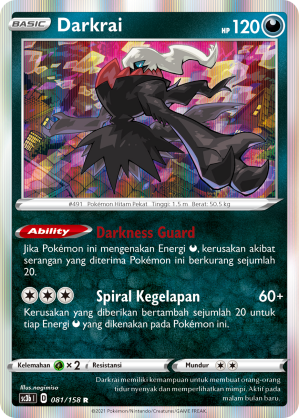 BASIC Darkrai HP 120
#491 Pokémon Hitam Pekat Tinggi: 1,5 m Berat: 50,5 kg
Ability Darkness Guard
Jika Pokémon ini mengenakan Energi, kerusakan akibat
serangan yang diterima Pokémon ini berkurang sejumlah
20.
Spiral Kegelapan 60+
Kerusakan yang diberikan bertambah sejumlah 20 untuk
tiap Energi yang dikenakan pada Pokémon ini.
Kelemahan ×2 Resistansi Mundur
Illus. nagimiso
sc3b I D 081/158 R
Darkrai memiliki kemampuan untuk membuat orang-orang
tidur nyenyak dan memimpikan mereka. Aktif pada
malam bulan baru.
©2021 Pokémon/Nintendo/Creatures/GAME FREAK.